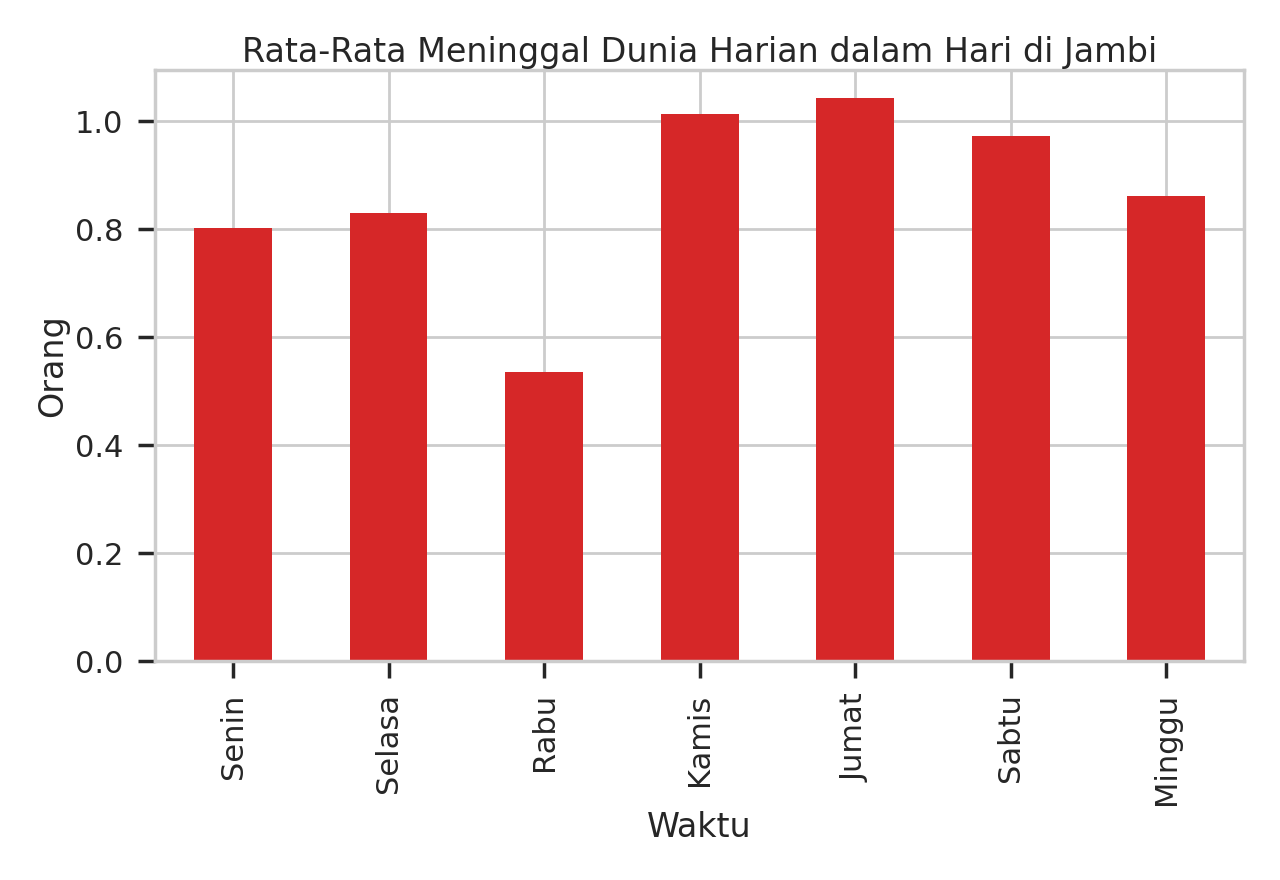 Rata-Rata Meninggal Dunia Harian dalam Hari di Jambi
Orang
1.0
0.8
0.6
0.4
0.2
0.0
Senin
Selasa
Rabu
Kamis
Jumat
Sabtu
Minggu
Waktu